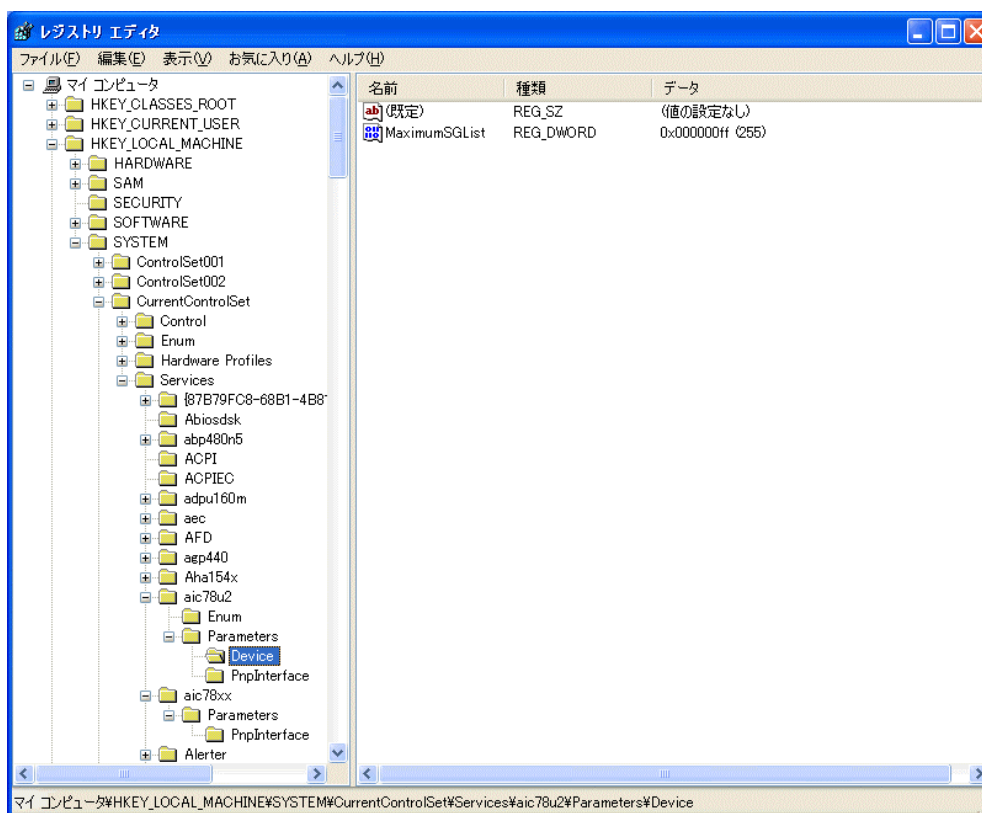 レジストリ エディタ
ファイル(F) 編集(E) 表示(V) お気に入り(A) ヘルプ(H)
マイ コンピュータ
HKEY_CLASSES_ROOT
HKEY_CURRENT_USER
HKEY_LOCAL_MACHINE
HARDWARE
SAM
SECURITY
SOFTWARE
SYSTEM
ControlSet001
ControlSet002
CurrentControlSet
Control
Enum
Hardware Profiles
Services
{87B79FC8-68B1-4B8
Abiosdsk
abp480n5
ACPI
ACPIEC
adpu160m
aec
AFD
agp440
Aha154x
aic78u2
Enum
Parameters
Device
PnpInterface
aic78xx
Parameters
PnpInterface
Alerter
名前 種類 データ
(既定) REG_SZ (値の設定なし)
MaximumSGList REG_DWORD 0x000000ff (255)
マイ コンピュータ¥HKEY_LOCAL_MACHINE¥SYSTEM¥CurrentControlSet¥Services¥aic78u2¥Parameters¥Device